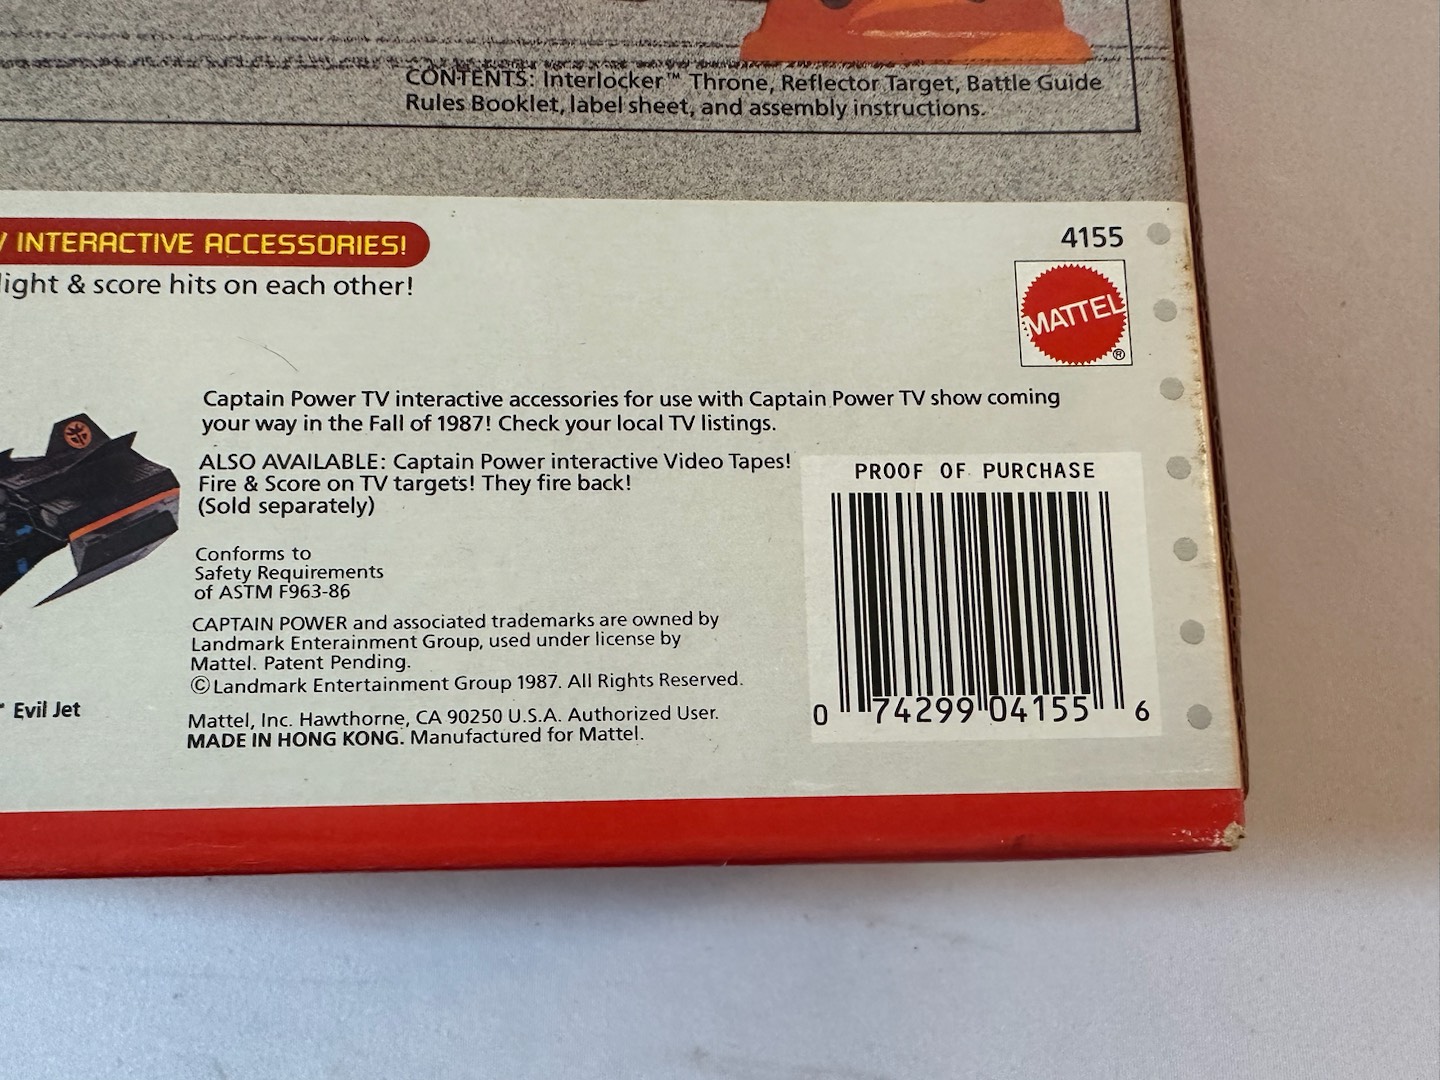 CONTENTS: Interlocker™ Throne, Reflector Target, Battle Guide
Rules Booklet, label sheet, and assembly instructions.
INTERACTIVE ACCESSORIES!
light & score hits on each other!
4155
MATTEL
®
Captain Power TV interactive accessories for use with Captain Power TV show coming
your way in the Fall of 1987! Check your local TV listings.
ALSO AVAILABLE: Captain Power interactive Video Tapes!
Fire & Score on TV targets! They fire back!
(Sold separately)
Conforms to
Safety Requirements
of ASTM F963-86
CAPTAIN POWER and associated trademarks are owned by
Landmark Enterainment Group, used under license by
Mattel. Patent Pending.
© Landmark Entertainment Group 1987. All Rights Reserved.
Evil Jet
Mattel, Inc. Hawthorne, CA 90250 U.S.A. Authorized User.
MADE IN HONG KONG. Manufactured for Mattel.
PROOF OF PURCHASE
0 74299 04155 6